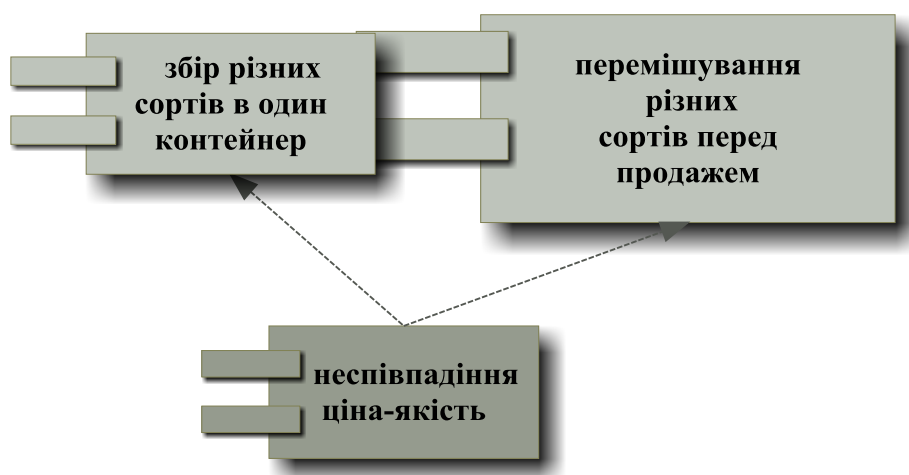 збір різних
сортів в один
контейнер
перемішування
різних
сортів перед
продажем
неспівпадіння
ціна-якість